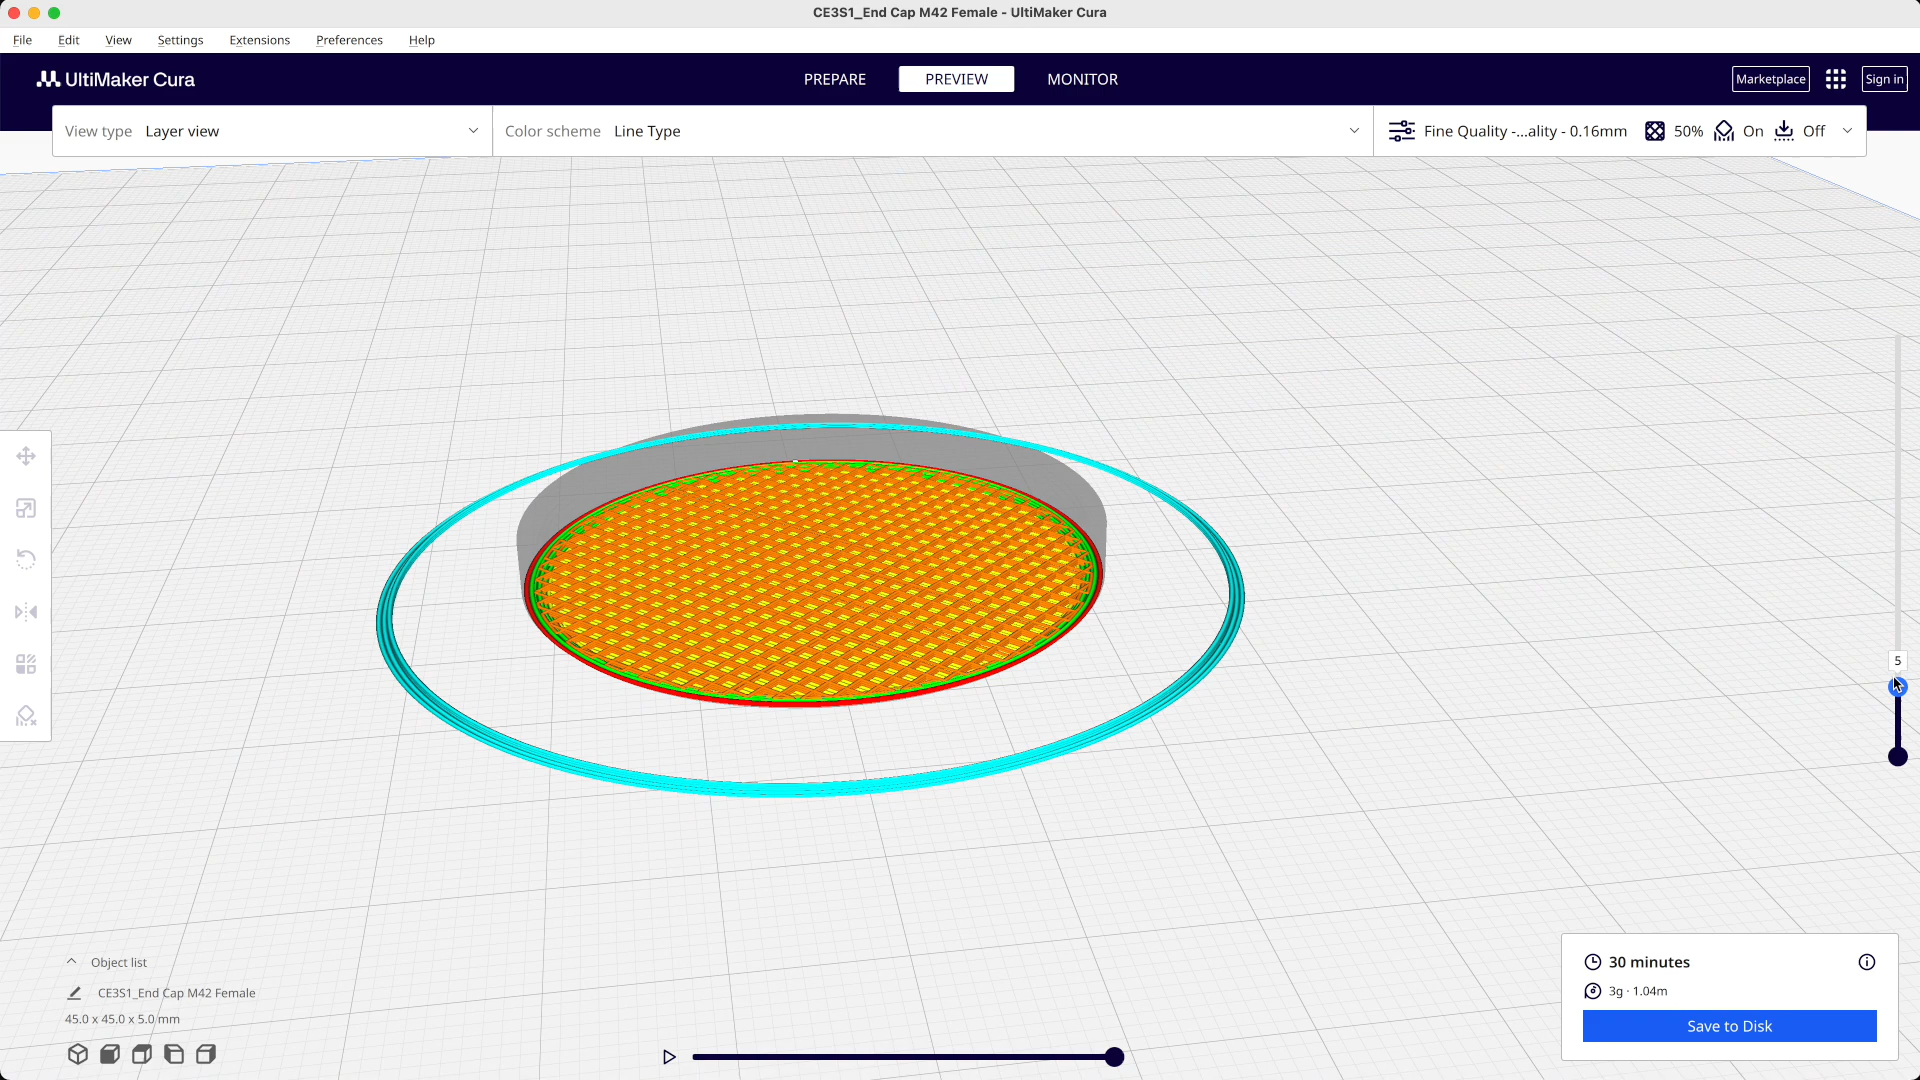 CE3S1_End Cap M42 Female - UltiMaker Cura
File Edit View Settings Extensions Preferences Help
UltiMaker Cura PREPARE PREVIEW MONITOR Marketplace Sign in
View type Layer view Color scheme Line Type Fine Quality -...ality - 0.16mm 50% On Off
5
Object list
CE3S1_End Cap M42 Female
45.0 x 45.0 x 5.0 mm
30 minutes
3g · 1.04m
Save to Disk